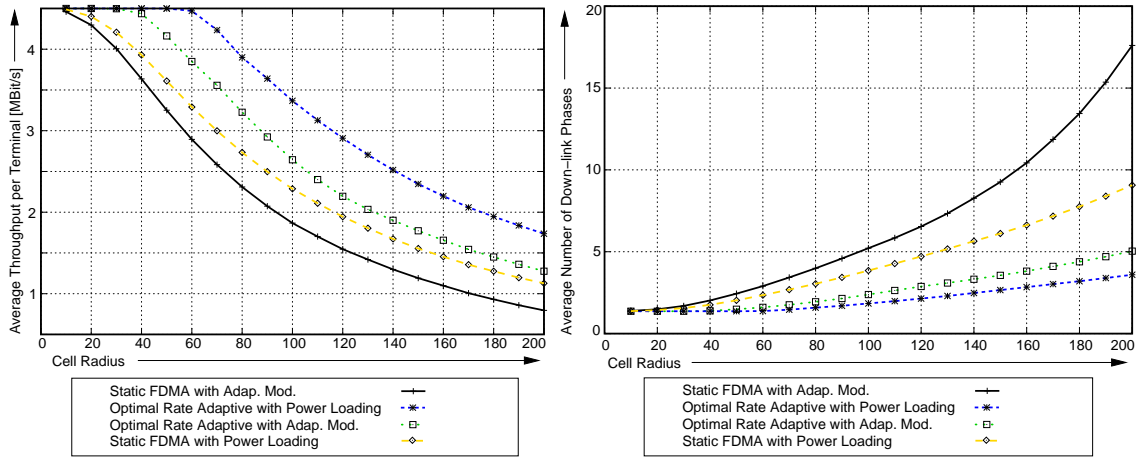 Average Throughput per Terminal [MBit/s]
4
3
2
1
0 20 40 60 80 100 120 140 160 180 200
Cell Radius
Static FDMA with Adap. Mod.
Optimal Rate Adaptive with Power Loading
Optimal Rate Adaptive with Adap. Mod.
Static FDMA with Power Loading
Average Number of Down-link Phases
20
15
10
5
0
0 20 40 60 80 100 120 140 160 180 200
Cell Radius
Static FDMA with Adap. Mod.
Optimal Rate Adaptive with Power Loading
Optimal Rate Adaptive with Adap. Mod.
Static FDMA with Power Loading